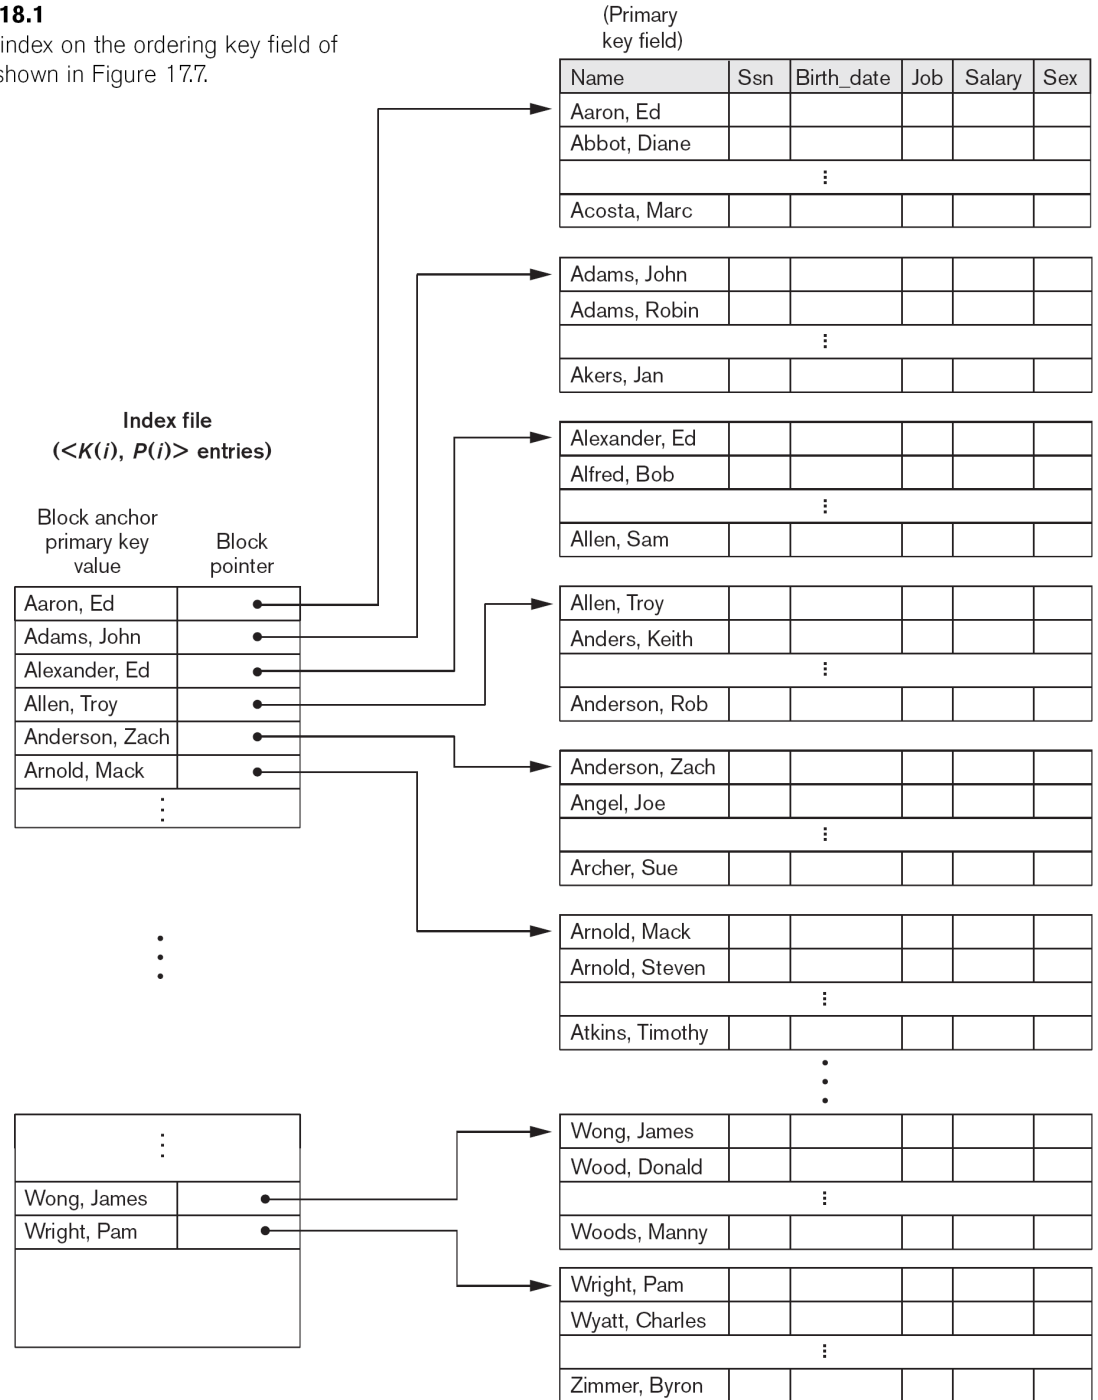 18.1
index on the ordering key field of
shown in Figure 17.7.
(Primary
key field)
Name Ssn Birth_date Job Salary Sex
Aaron, Ed
Abbot, Diane
Acosta, Marc
Adams, John
Adams, Robin
Akers, Jan
Alexander, Ed
Alfred, Bob
Allen, Sam
Allen, Troy
Anders, Keith
Anderson, Rob
Anderson, Zach
Angel, Joe
Archer, Sue
Arnold, Mack
Arnold, Steven
Atkins, Timothy
Wong, James
Wood, Donald
Woods, Manny
Wright, Pam
Wyatt, Charles
Zimmer, Byron
Index file
(<K(i), P(i)> entries)
Block anchor
primary key
value
Block
pointer
Aaron, Ed
Adams, John
Alexander, Ed
Allen, Troy
Anderson, Zach
Arnold, Mack
Wong, James
Wright, Pam